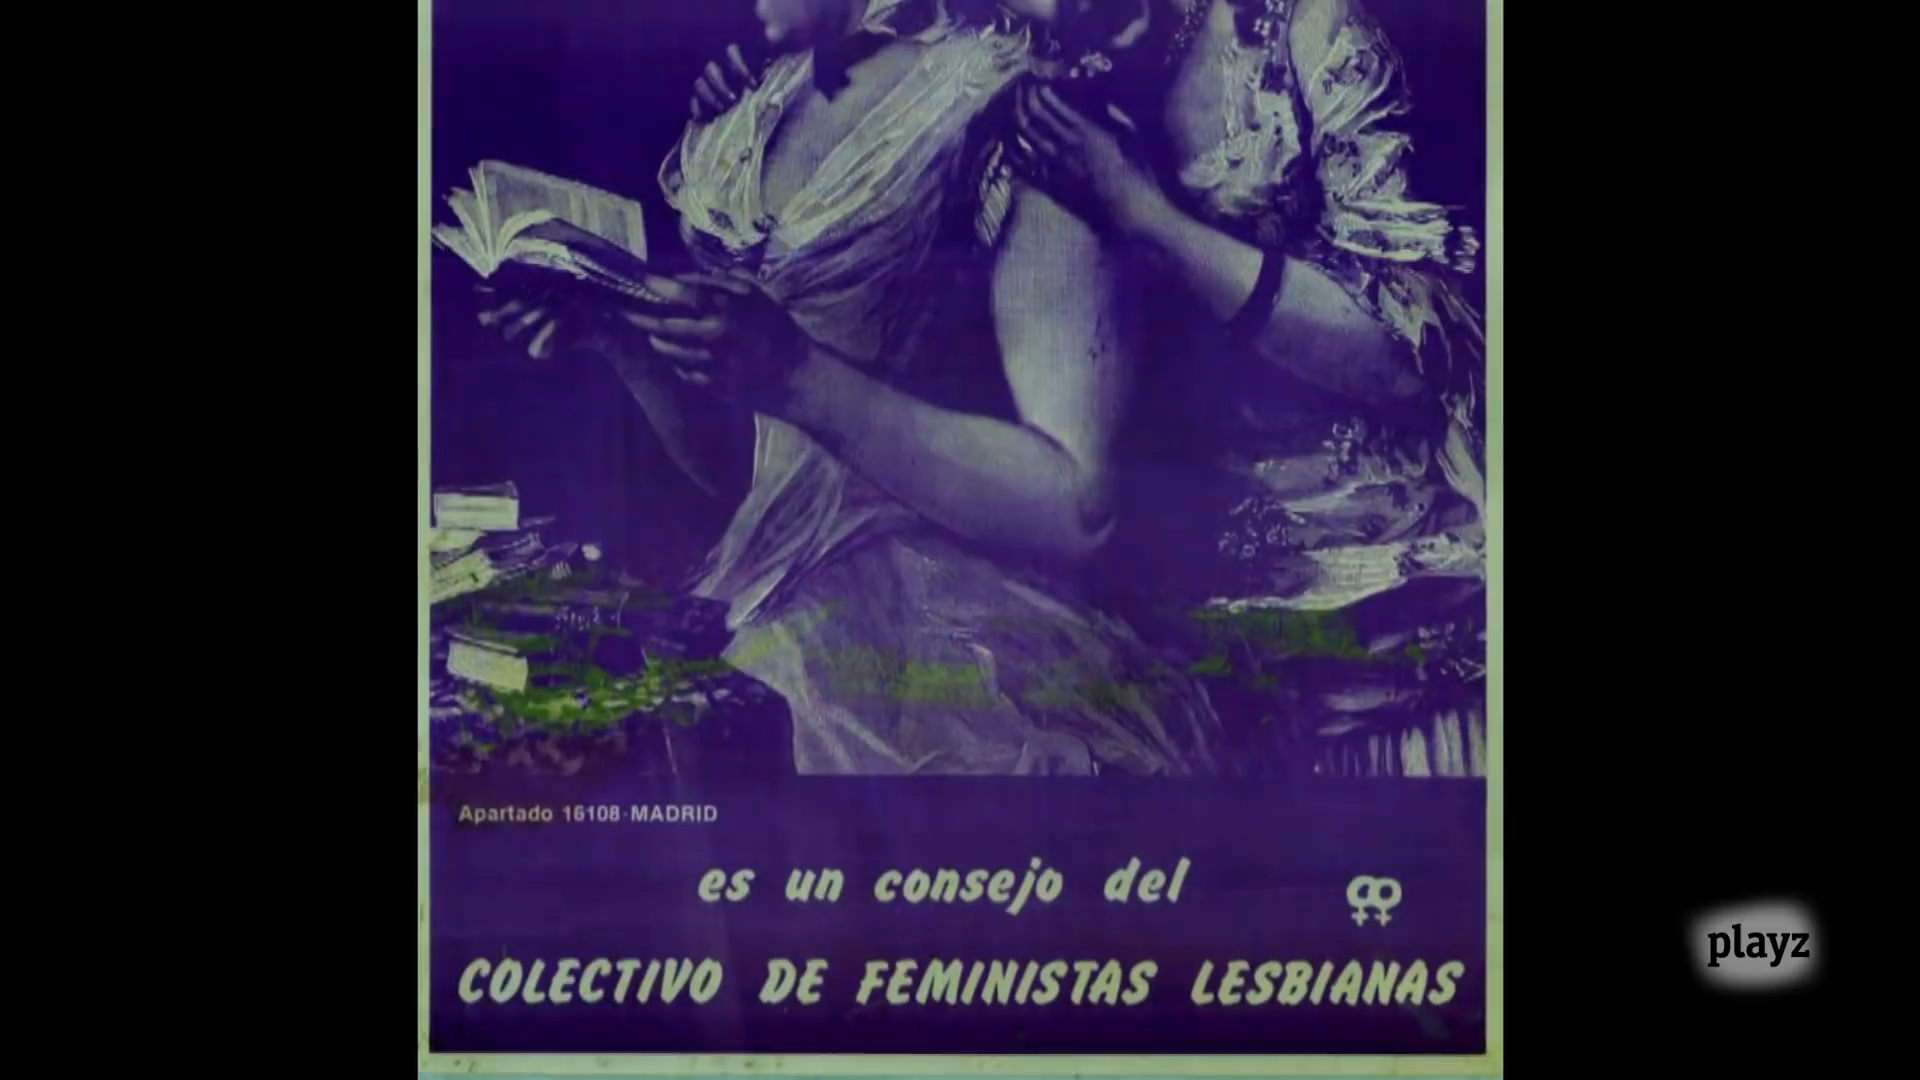 Apartado 16108·MADRID
es un consejo del
COLECTIVO DE FEMINISTAS LESBIANAS
playz